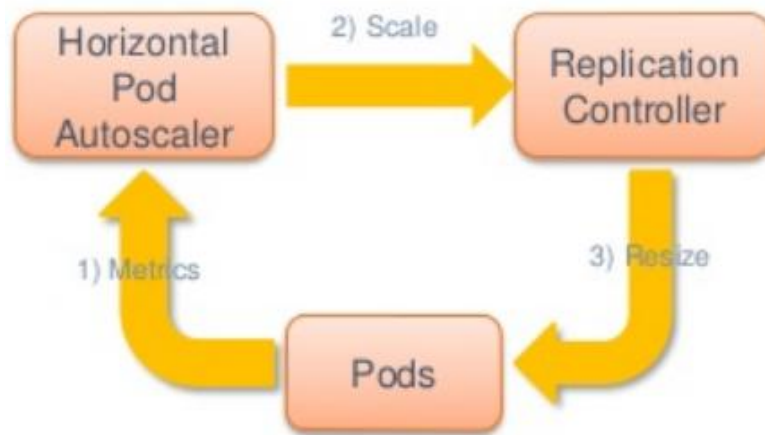 Horizontal
Pod
Autoscaler
2) Scale
Replication
Controller
1) Metrics
3) Resize
Pods